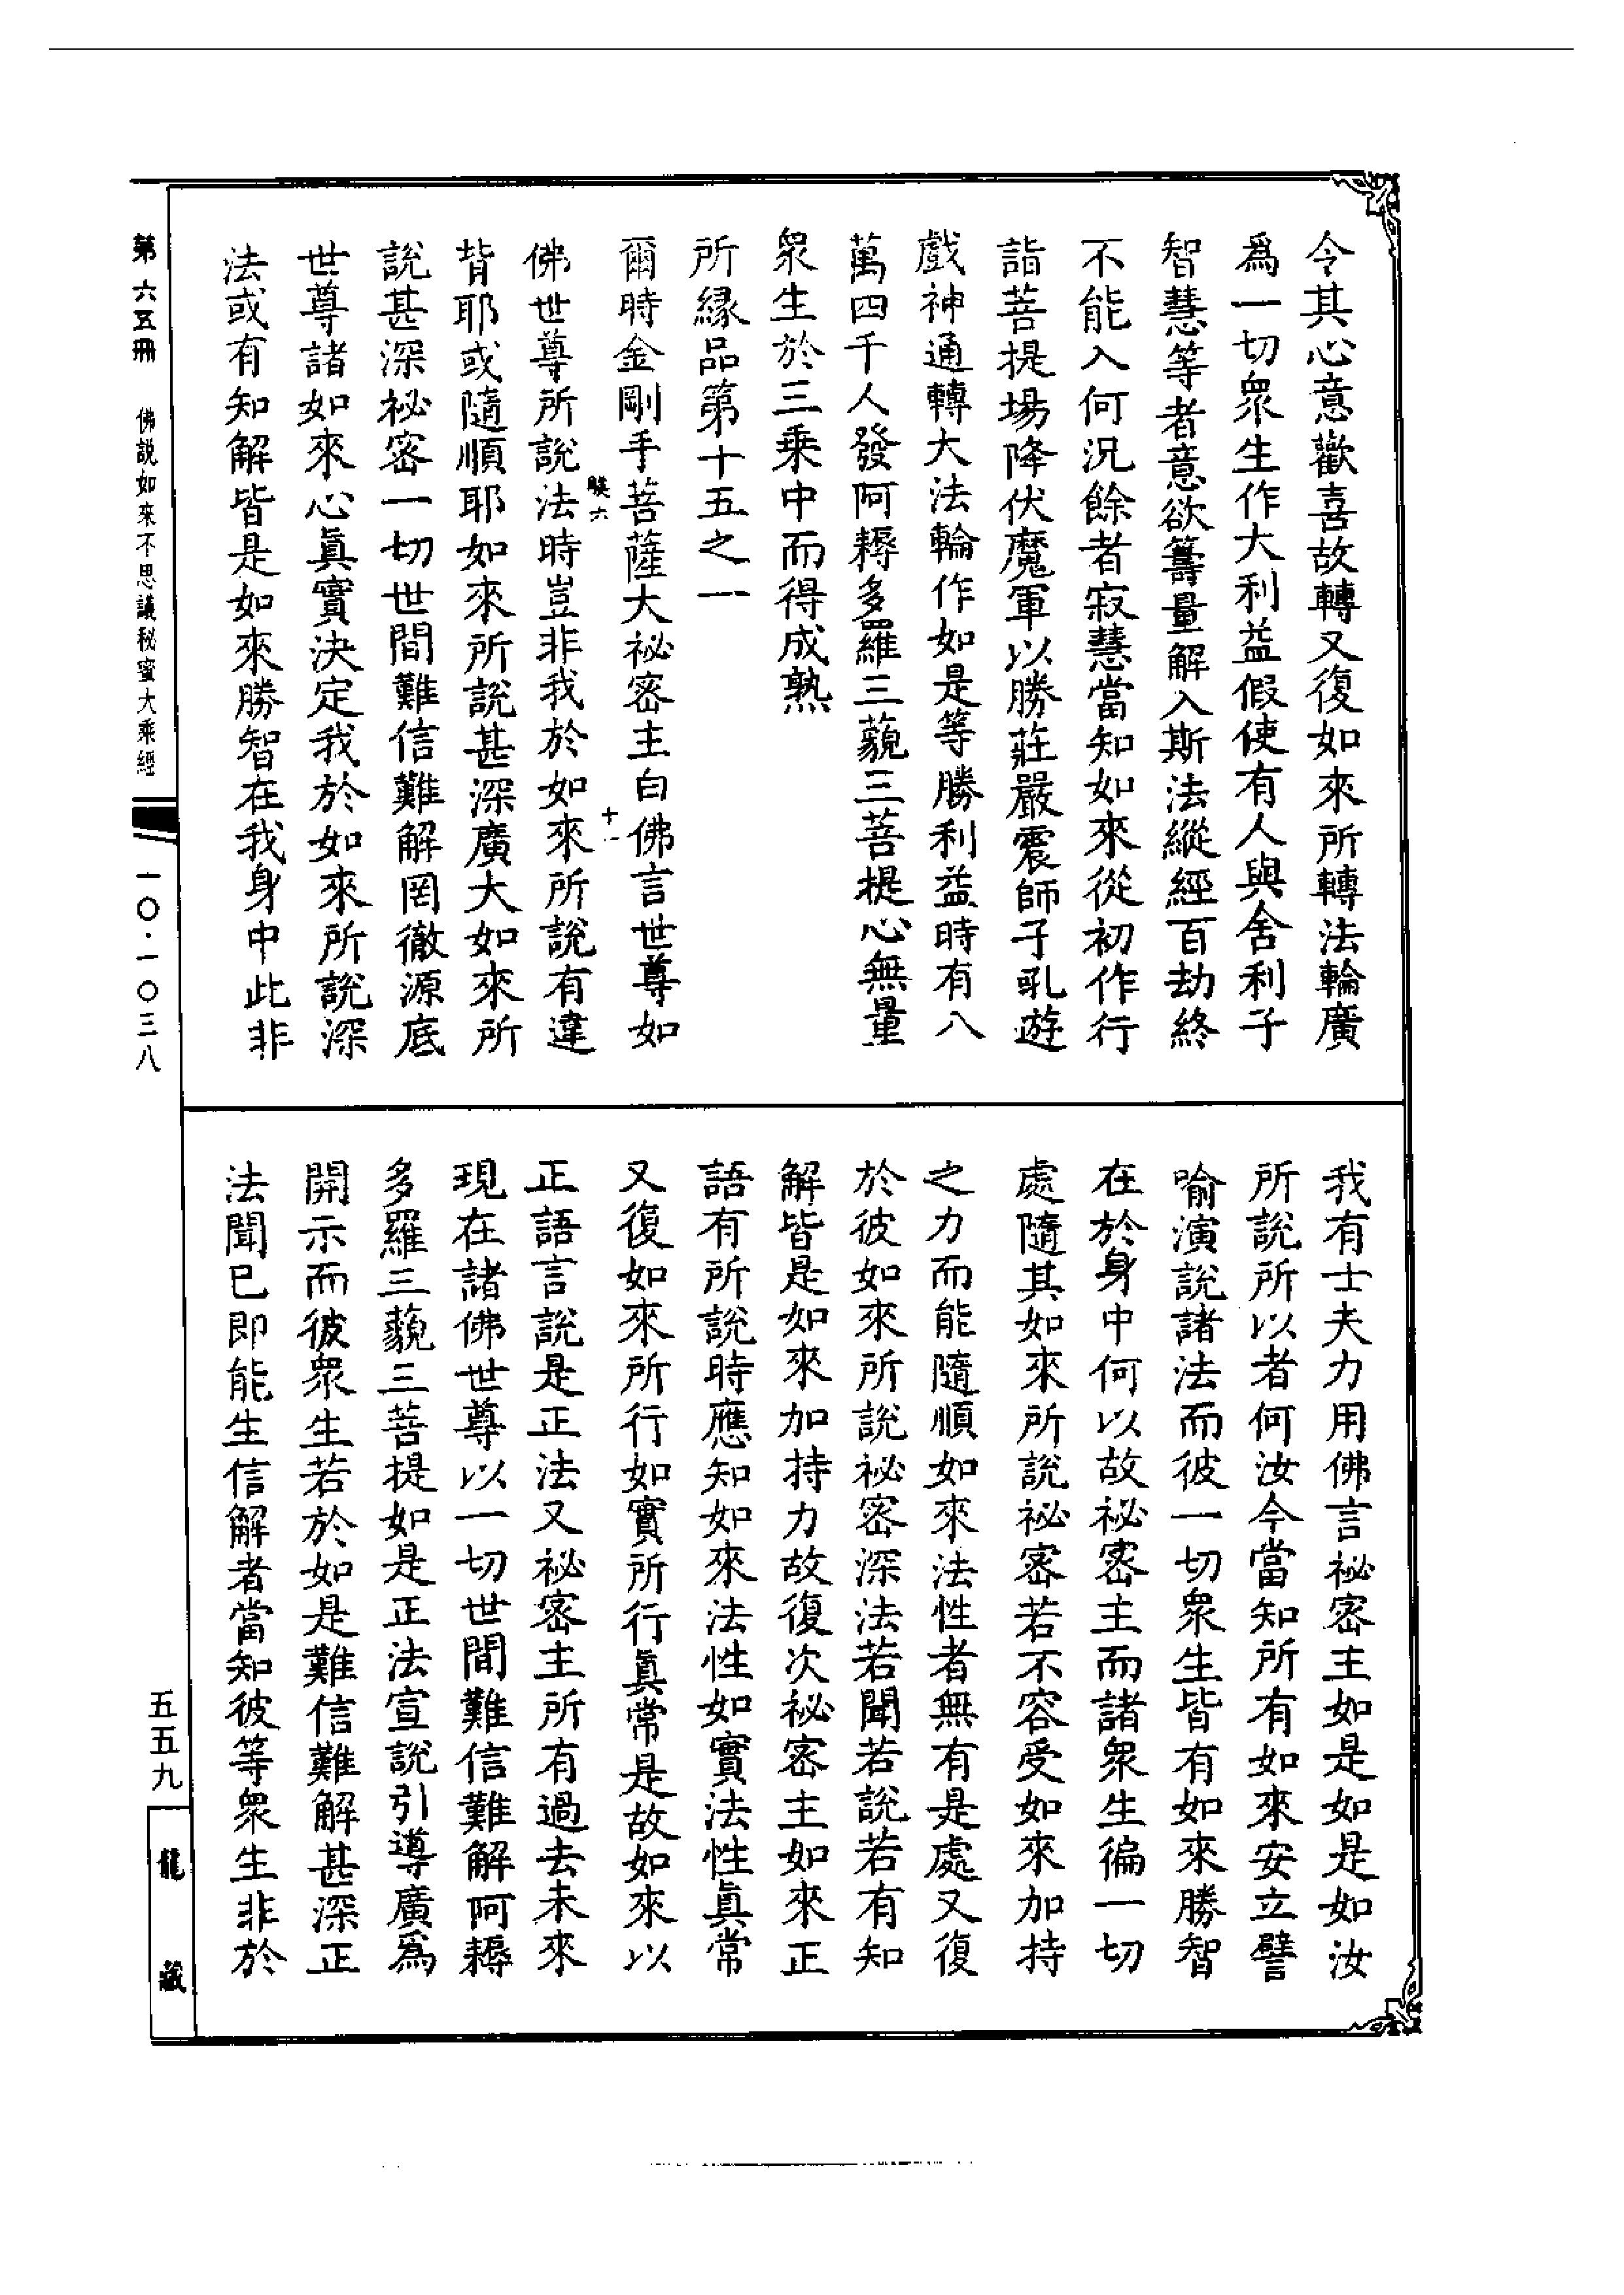 令其心意歡喜故轉又復如來所轉法輪廣
爲一切衆生作大利益假使有人與舍利子
智慧等者意欲籌量解入斯法縱經百劫終
不能入何況餘者寂慧當知如來從初作行
詣菩提場降伏魔軍以勝莊嚴震師子吼遊
戲神通轉大法輪作如是等勝利益時有八
萬四千人發阿耨多羅三藐三菩提心無量
衆生於三乘中而得成熟
所緣品第十五之一
爾時金剛手菩薩大祕密主白佛言世尊如
十一
佛世尊所說法時豈非我於如來所說有違
背耶或隨順耶如來所說甚深廣大如來所
說甚深祕密一切世間難信難解罔徹源底
世尊諸如來心眞實決定我於如來所說深
法或有知解皆是如來勝智在我身中此非
我有士夫力用佛言祕密主如是如是如汝
所說所以者何汝今當知所有如來安立譬
喻演說諸法而彼一切衆生皆有如來勝智
在於身中何以故祕密主而諸衆生徧一切
處隨其如來所說祕密若不容受如來加持
之力而能隨順如來法性者無有是處又復
於彼如來所說祕密深法若聞若說若有知
解皆是如來加持力故復次祕密主如來正
語有所說時應知如來法性如實法性眞常
又復如來所行如實所行眞常是故如來以
正語言說是正法又祕密主所有過去未來
現在諸佛世尊以一切世間難信難解阿耨
多羅三藐三菩提如是正法宣說引導廣爲
開示而彼衆生若於如是難信難解甚深正
法聞已即能生信解者當知彼等衆生非於
第六五冊 佛說如來不思議秘蜜大乘經
一〇·一〇三八
五五九
龍藏